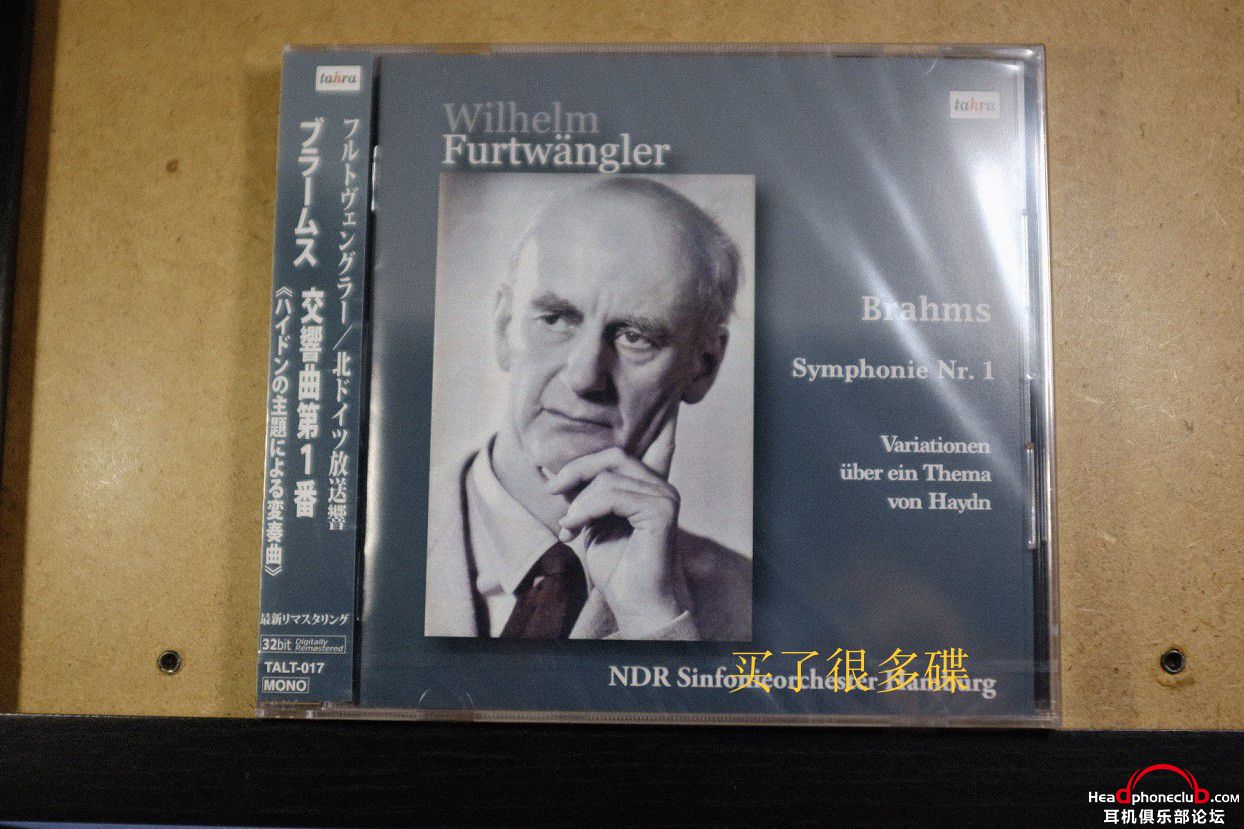 tahra
フルトヴェングラー／北ドイツ放送響
ブラームス 交響曲第1番
《ハイドンの主題による変奏曲》
最新リマスタリング
32bit Digitally Remastered
TALT-017
MONO
Wilhelm
Furtwängler
tahra
Brahms
Symphonie Nr. 1
Variationen
über ein Thema
von Haydn
NDR Sinfonieorchester Hamburg
买了很多碟
Headphoneclub.com
耳机俱乐部论坛